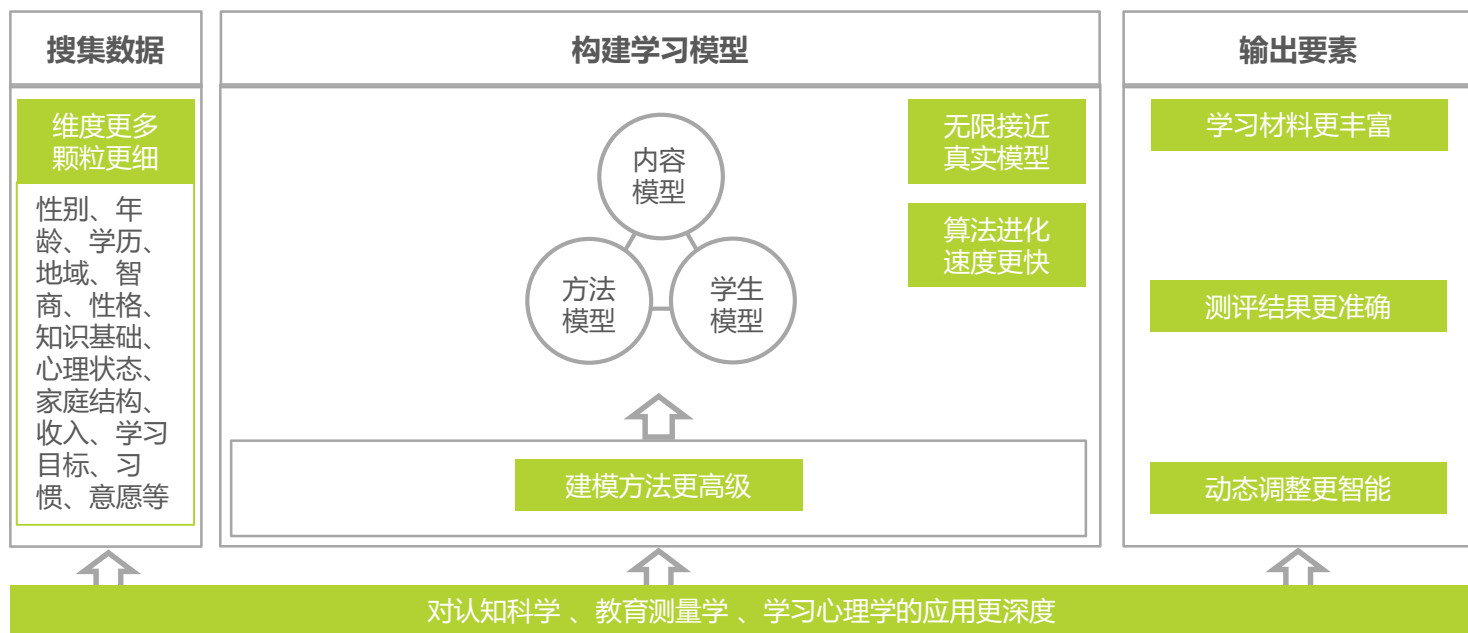 搜集数据
维度更多
颗粒更细
性别、年
龄、学历、
地域、智
商、性格、
知识基础、
心理状态、
家庭结构、
收入、学习
目标、习
惯、意愿等
构建学习模型
内容
模型
方法
模型
学生
模型
无限接近
真实模型
算法进化
速度更快
建模方法更高级
输出要素
学习材料更丰富
测评结果更准确
动态调整更智能
对认知科学 、教育测量学 、学习心理学的应用更深度